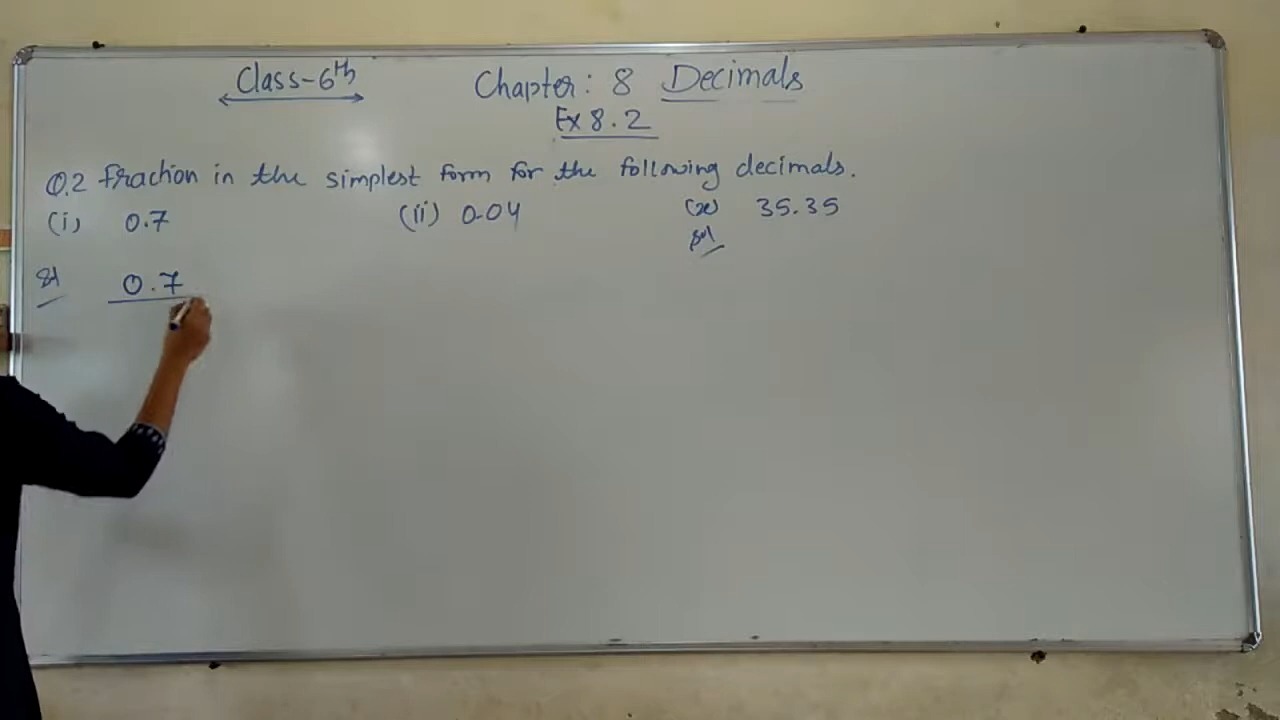 Class-6th Chapter: 8 Decimals
Ex 8.2
Q.2 fraction in the simplest form for the following decimals.
(i) 0.7 (ii) 0.04 (x) 35.35
Sol
Sol 0.7